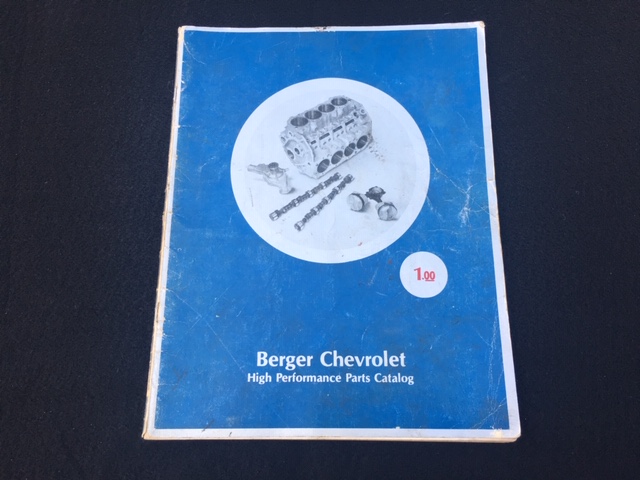 1.00
Berger Chevrolet
High Performance Parts Catalog